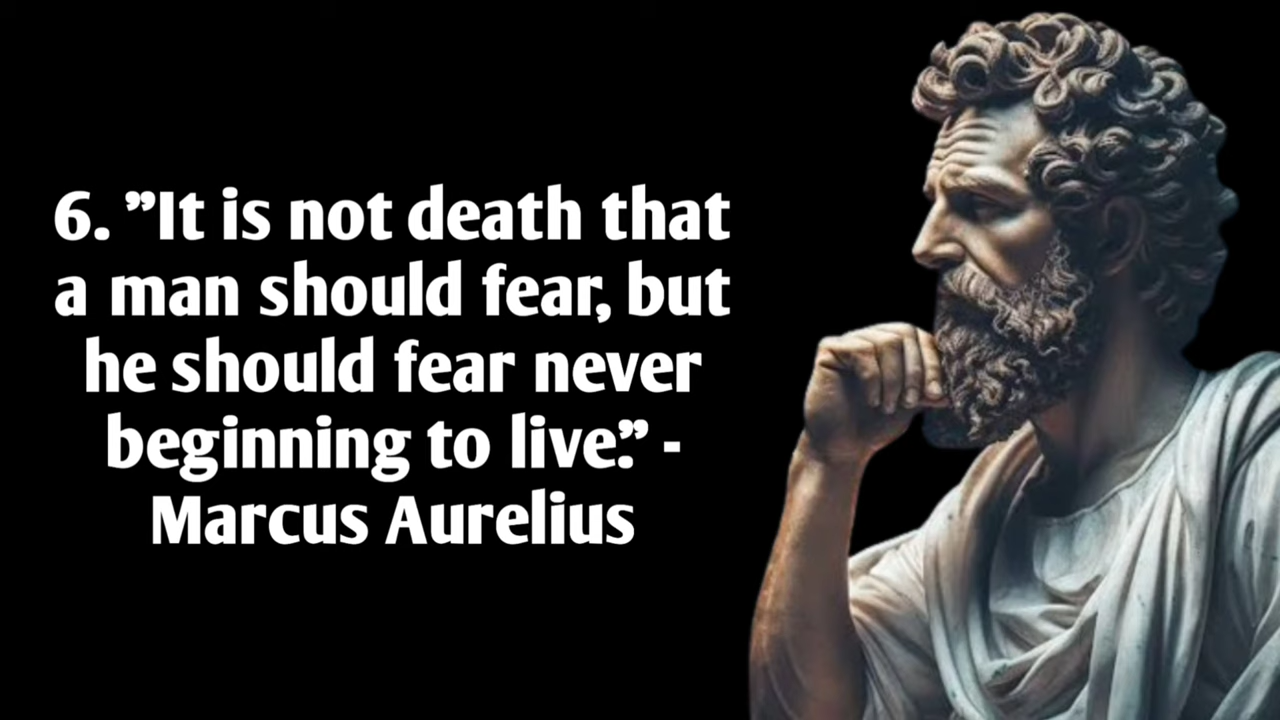 6. ”It is not death that
a man should fear, but
he should fear never
beginning to live.” -
Marcus Aurelius